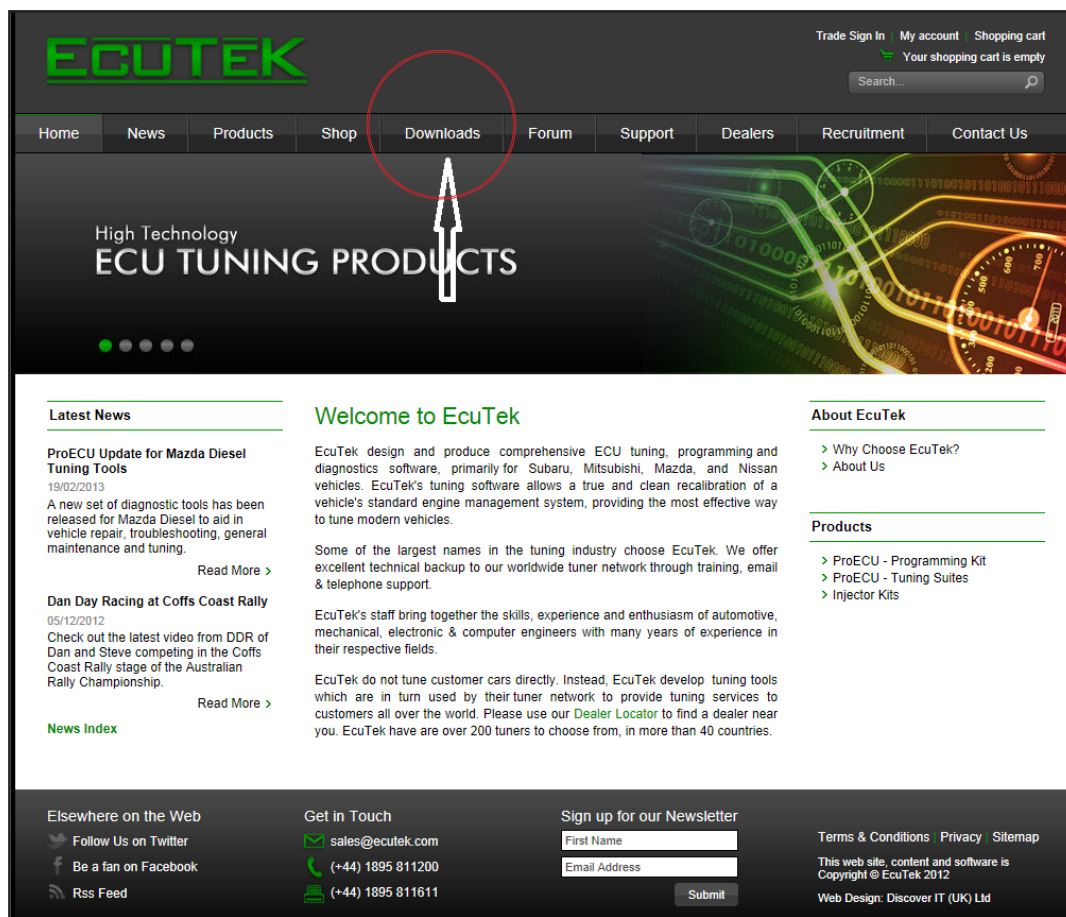 ECUTEK
Trade Sign In | My account | Shopping cart
Your shopping cart is empty
Search...
Home News Products Shop Downloads Forum Support Dealers Recruitment Contact Us
High Technology
ECU TUNING PRODUCTS
Latest News
ProECU Update for Mazda Diesel
Tuning Tools
19/02/2013
A new set of diagnostic tools has been
released for Mazda Diesel to aid in
vehicle repair, troubleshooting, general
maintenance and tuning.
Read More >
Dan Day Racing at Coffs Coast Rally
05/12/2012
Check out the latest video from DDR of
Dan and Steve competing in the Coffs
Coast Rally stage of the Australian
Rally Championship.
Read More >
News Index
Welcome to EcuTek
EcuTek design and produce comprehensive ECU tuning, programming and
diagnostics software, primarily for Subaru, Mitsubishi, Mazda, and Nissan
vehicles. EcuTek's tuning software allows a true and clean recalibration of a
vehicle's standard engine management system, providing the most effective way
to tune modern vehicles.
Some of the largest names in the tuning industry choose EcuTek. We offer
excellent technical backup to our worldwide tuner network through training, email
& telephone support.
EcuTek's staff bring together the skills, experience and enthusiasm of automotive,
mechanical, electronic & computer engineers with many years of experience in
their respective fields.
EcuTek do not tune customer cars directly. Instead, EcuTek develop tuning tools
which are in turn used by their tuner network to provide tuning services to
customers all over the world. Please use our Dealer Locator to find a dealer near
you. EcuTek have are over 200 tuners to choose from, in more than 40 countries.
About EcuTek
> Why Choose EcuTek?
> About Us
Products
> ProECU - Programming Kit
> ProECU - Tuning Suites
> Injector Kits
Elsewhere on the Web
Follow Us on Twitter
Be a fan on Facebook
Rss Feed
Get in Touch
sales@ecutek.com
(+44) 1895 811200
(+44) 1895 811611
Sign up for our Newsletter
First Name
Email Address
Submit
Terms & Conditions | Privacy | Sitemap
This web site, content and software is
Copyright © EcuTek 2012
Web Design: Discover IT (UK) Ltd